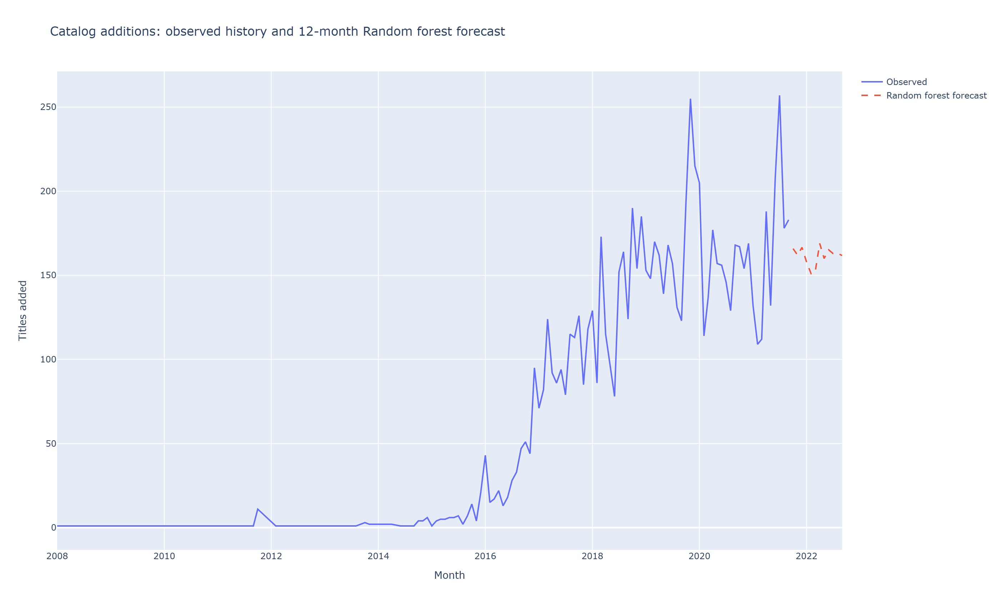 Catalog additions: observed history and 12-month Random forest forecast
Observed
Random forest forecast
250
200
150
100
50
0
Titles added
2008 2010 2012 2014 2016 2018 2020 2022
Month